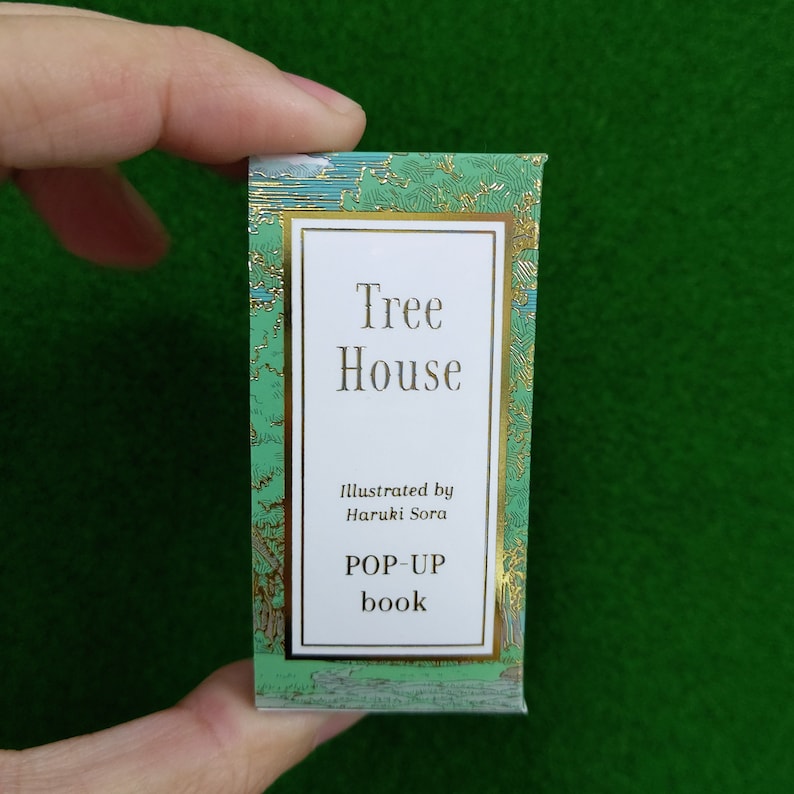 Tree
House
Illustrated by
Haruki Sora
POP-UP
book